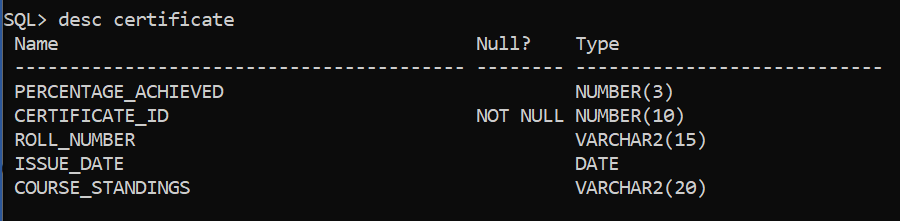 SQL> desc certificate
Name Null? Type
----------------------------------------- -------- ----------------------------
PERCENTAGE_ACHIEVED NUMBER(3)
CERTIFICATE_ID NOT NULL NUMBER(10)
ROLL_NUMBER VARCHAR2(15)
ISSUE_DATE DATE
COURSE_STANDINGS VARCHAR2(20)